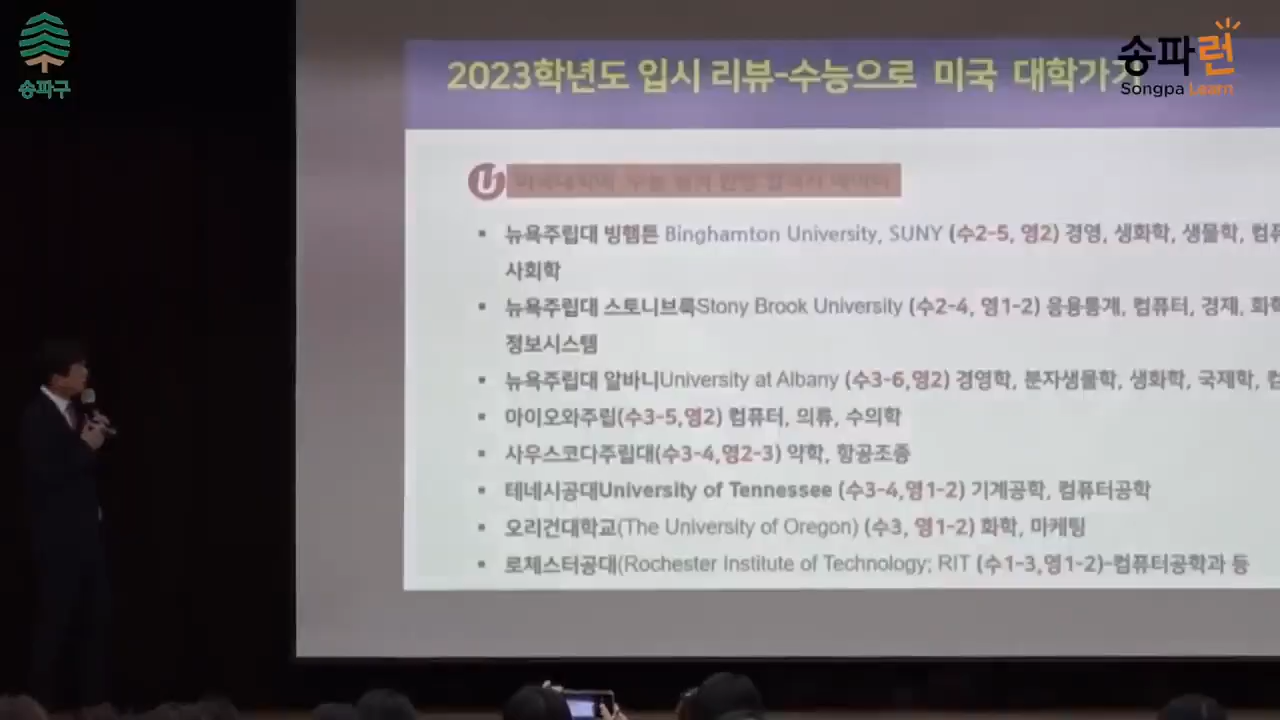 송파구
송파런
Songpa Learn
2023학년도 입시 리뷰-수능으로 미국 대학가기
뉴욕주립대 빙햄튼 Binghamton University, SUNY (수2-5, 영2) 경영, 생화학, 생물학,
사회학
뉴욕주립대 스토니브룩Stony Brook University (수2-4, 영1-2) 응용통계, 컴퓨터, 경제,
정보시스템
뉴욕주립대 알바니University at Albany (수3-6,영2) 경영학, 분자생물학, 생화학, 국제학,
아이오와주립(수3-5,영2) 컴퓨터, 의류, 수의학
사우스코다주립대(수3-4,영2-3) 약학, 항공조종
테네시공대University of Tennessee (수3-4,영1-2) 기계공학, 컴퓨터공학
오리건대학교(The University of Oregon) (수3, 영1-2) 화학, 마케팅
로체스터공대(Rochester Institute of Technology; RIT (수1-3,영1-2)-컴퓨터공학과 등